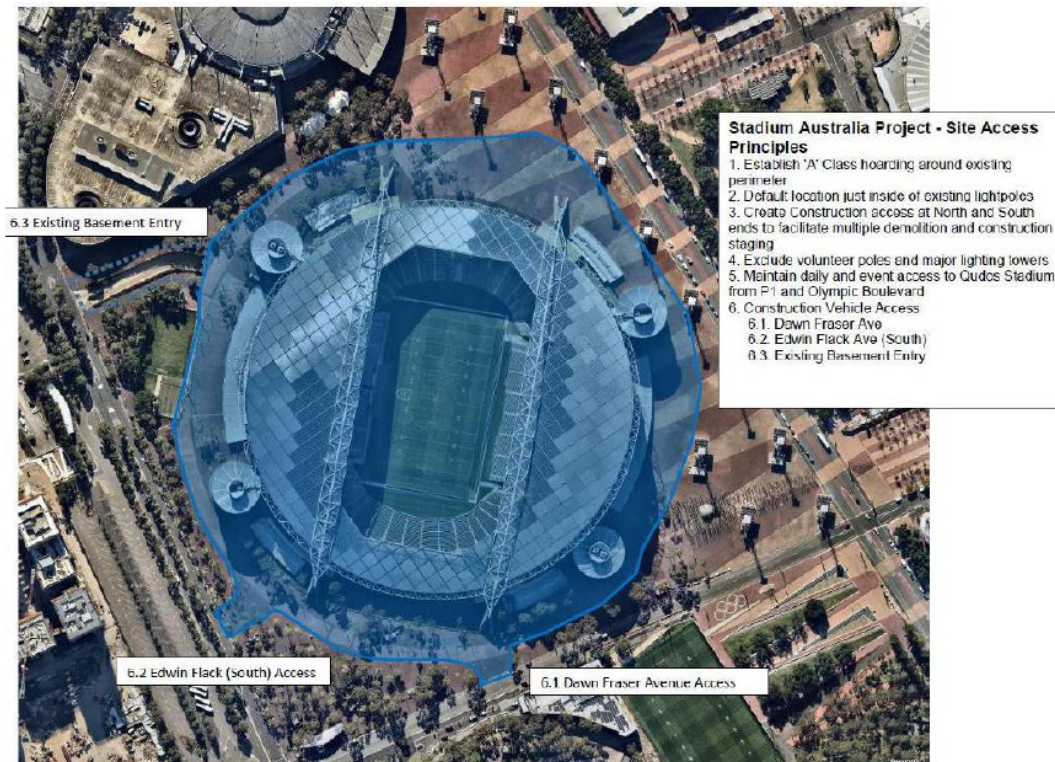 Stadium Australia Project - Site Access
Principles
1. Establish 'A' Class hoarding around existing
perimeter
2. Default location just inside of existing lightpoles
3. Create Construction access at North and South
ends to facilitate multiple demolition and construction
staging
4. Exclude volunteer poles and major lighting towers
5. Maintain daily and event access to Qudos Stadium
from P1 and Olympic Boulevard
6. Construction Vehicle Access
6.1. Dawn Fraser Ave
6.2. Edwin Flack Ave (South)
6.3. Existing Basement Entry
6.3 Existing Basement Entry
6.2 Edwin Flack (South) Access
6.1 Dawn Fraser Avenue Access